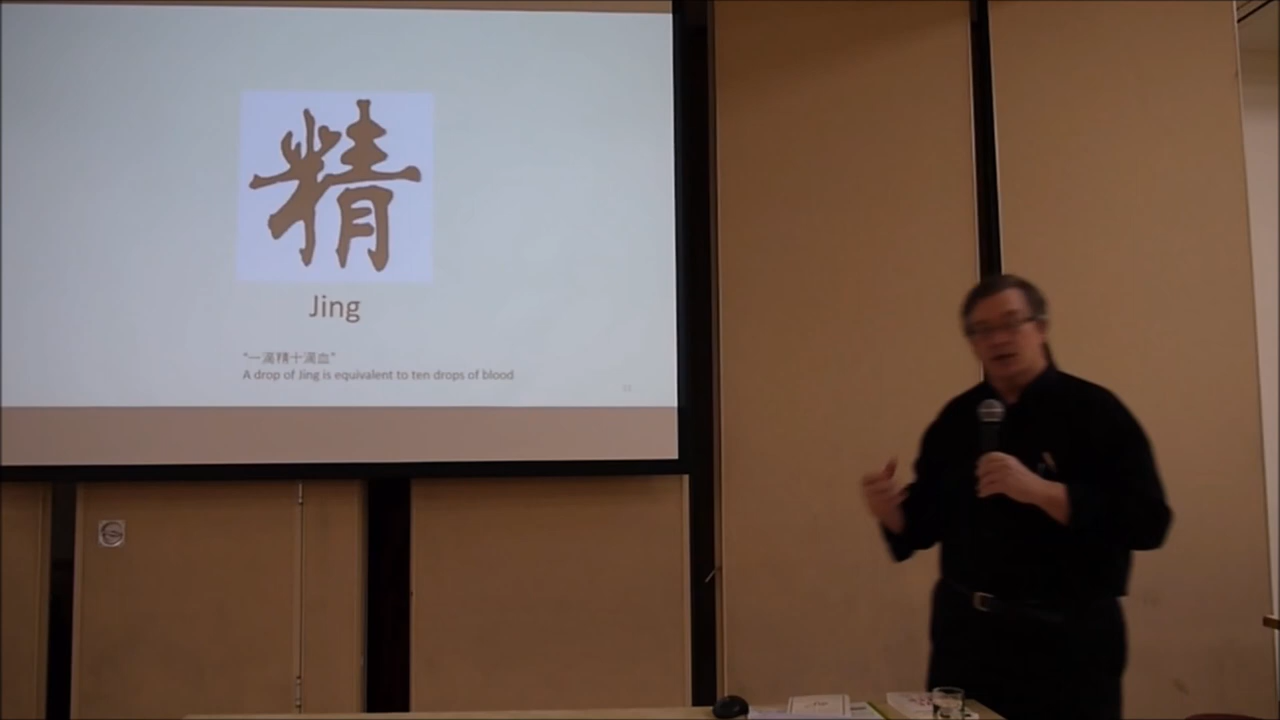 精
Jing
"一滴精十滴血"
A drop of Jing is equivalent to ten drops of blood